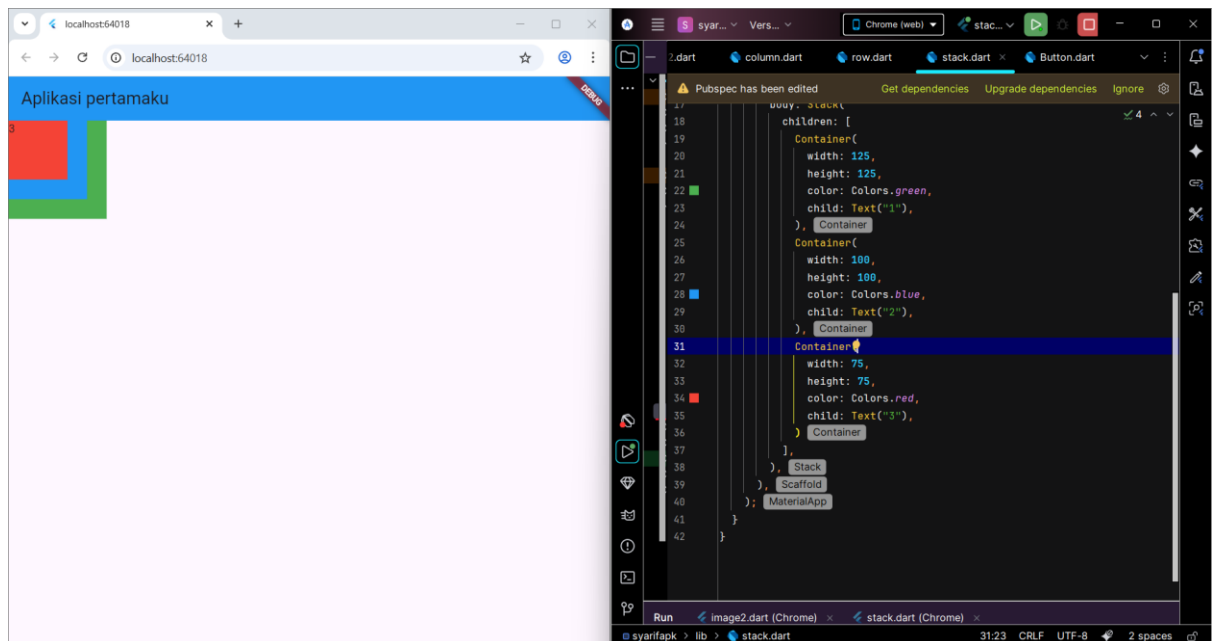 localhost:64018
localhost:64018
Aplikasi pertamaku
DEBUG
3
S syar... Vers... Chrome (web) stac...
2.dart column.dart row.dart stack.dart Button.dart
Pubspec has been edited Get dependencies Upgrade dependencies Ignore
4
17 body: Stack(
18 children: [
19 Container(
20 width: 125,
21 height: 125,
22 color: Colors.green,
23 child: Text("1"),
24 ), Container
25 Container(
26 width: 100,
27 height: 100,
28 color: Colors.blue,
29 child: Text("2"),
30 ), Container
31 Container(
32 width: 75,
33 height: 75,
34 color: Colors.red,
35 child: Text("3"),
36 ) Container
37 ],
38 ), Stack
39 ), Scaffold
40 ); MaterialApp
41 }
42 }
Run image2.dart (Chrome) stack.dart (Chrome)
syarifapk > lib > stack.dart 31:23 CRLF UTF-8 2 spaces